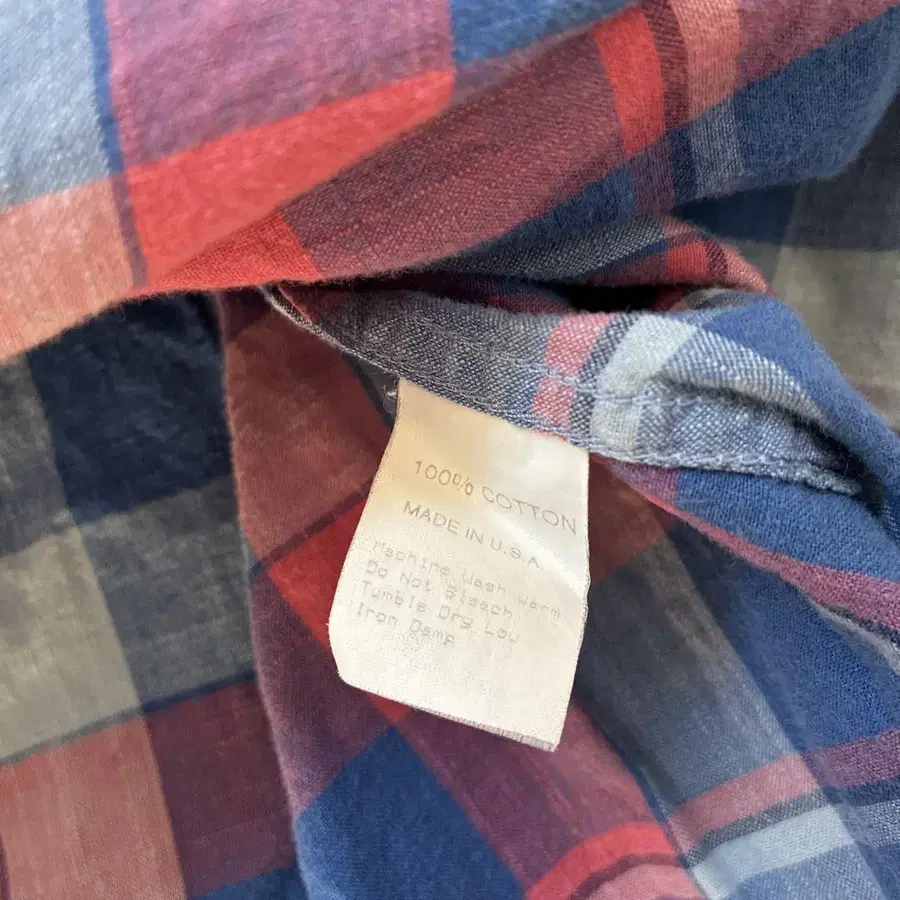 100% COTTON
MADE IN U.S.A.
Machine Wash Warm
Do Not Bleach
Tumble Dry Low
Iron Damp